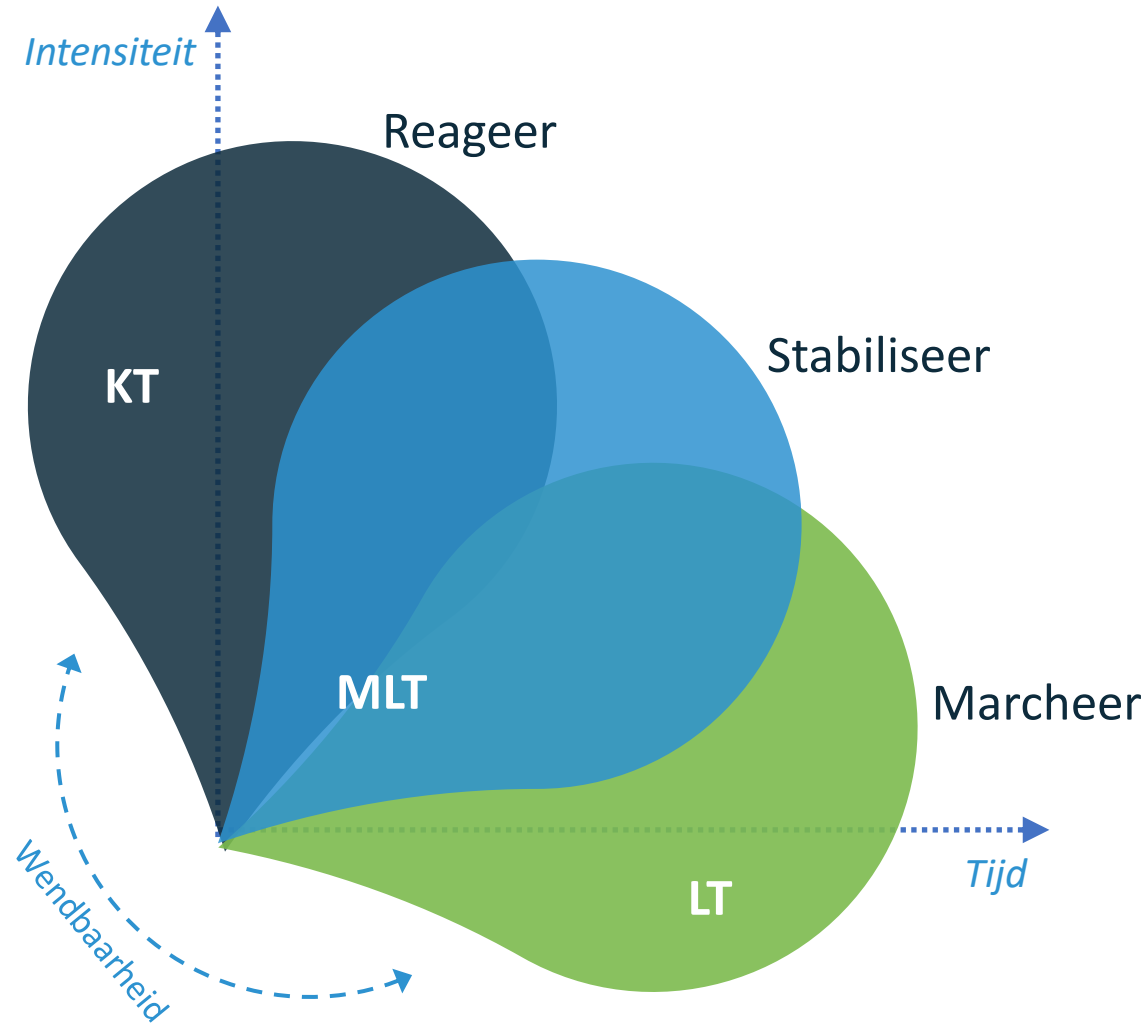 Intensiteit
Reageer
Stabiliseer
KT
MLT
Marcheer
Tijd
LT
Wendbaarheid